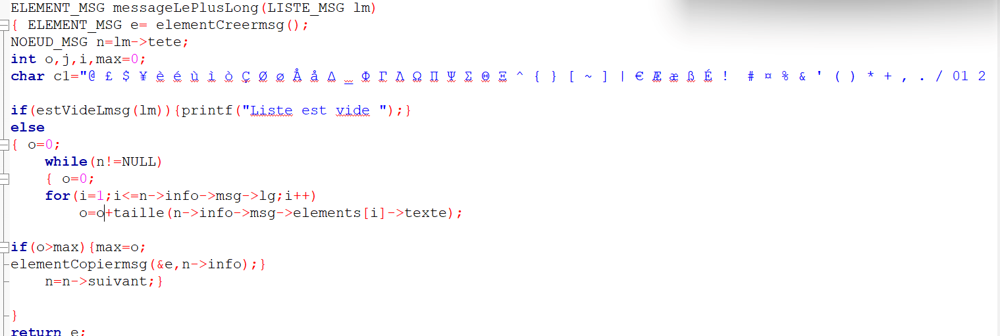 ELEMENT_MSG messageLePlusLong(LISTE_MSG lm)
{ ELEMENT_MSG e= elementCreermsg();
NOEUD_MSG n=lm->tete;
int o,j,i,max=0;
char cl="@ £ $ ¥ è é ù ì ò Ç Ø ø Å å Δ _ Φ Γ Λ Ω Π Ψ Σ Θ Ξ ^ { } [ ~ ] | € Æ æ ß É !  # ¤ % & ' ( ) * + , . / 01 2
if(estVideLmsg(lm)){printf("Liste est vide ");}
else
{ o=0;
while(n!=NULL)
{ o=0;
for(i=1;i<=n->info->msg->lg;i++)
o=o+taille(n->info->msg->elements[i]->texte);
if(o>max){max=o;
elementCopiermsg(&e,n->info);}
n=n->suivant;}
}
return e;